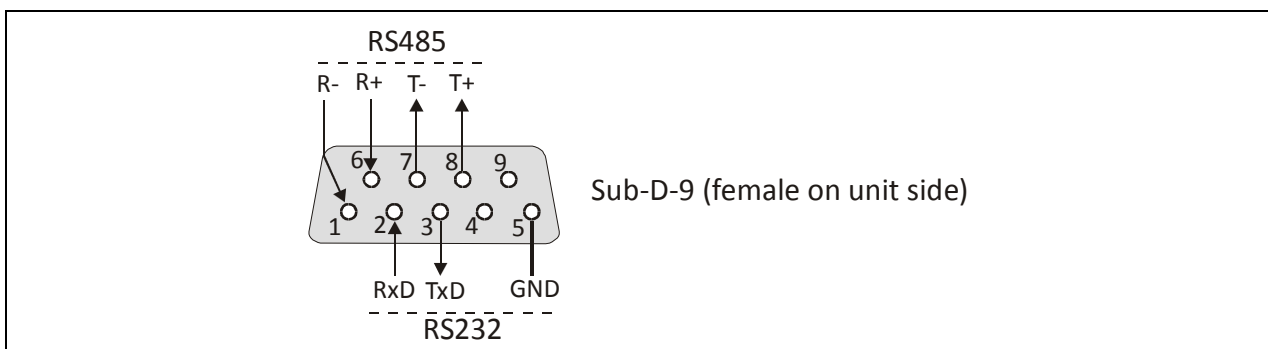 RS485
R- R+ T- T+
6 7 8 9
Sub-D-9 (female on unit side)
1 2 3 4 5
RxD TxD GND
RS232